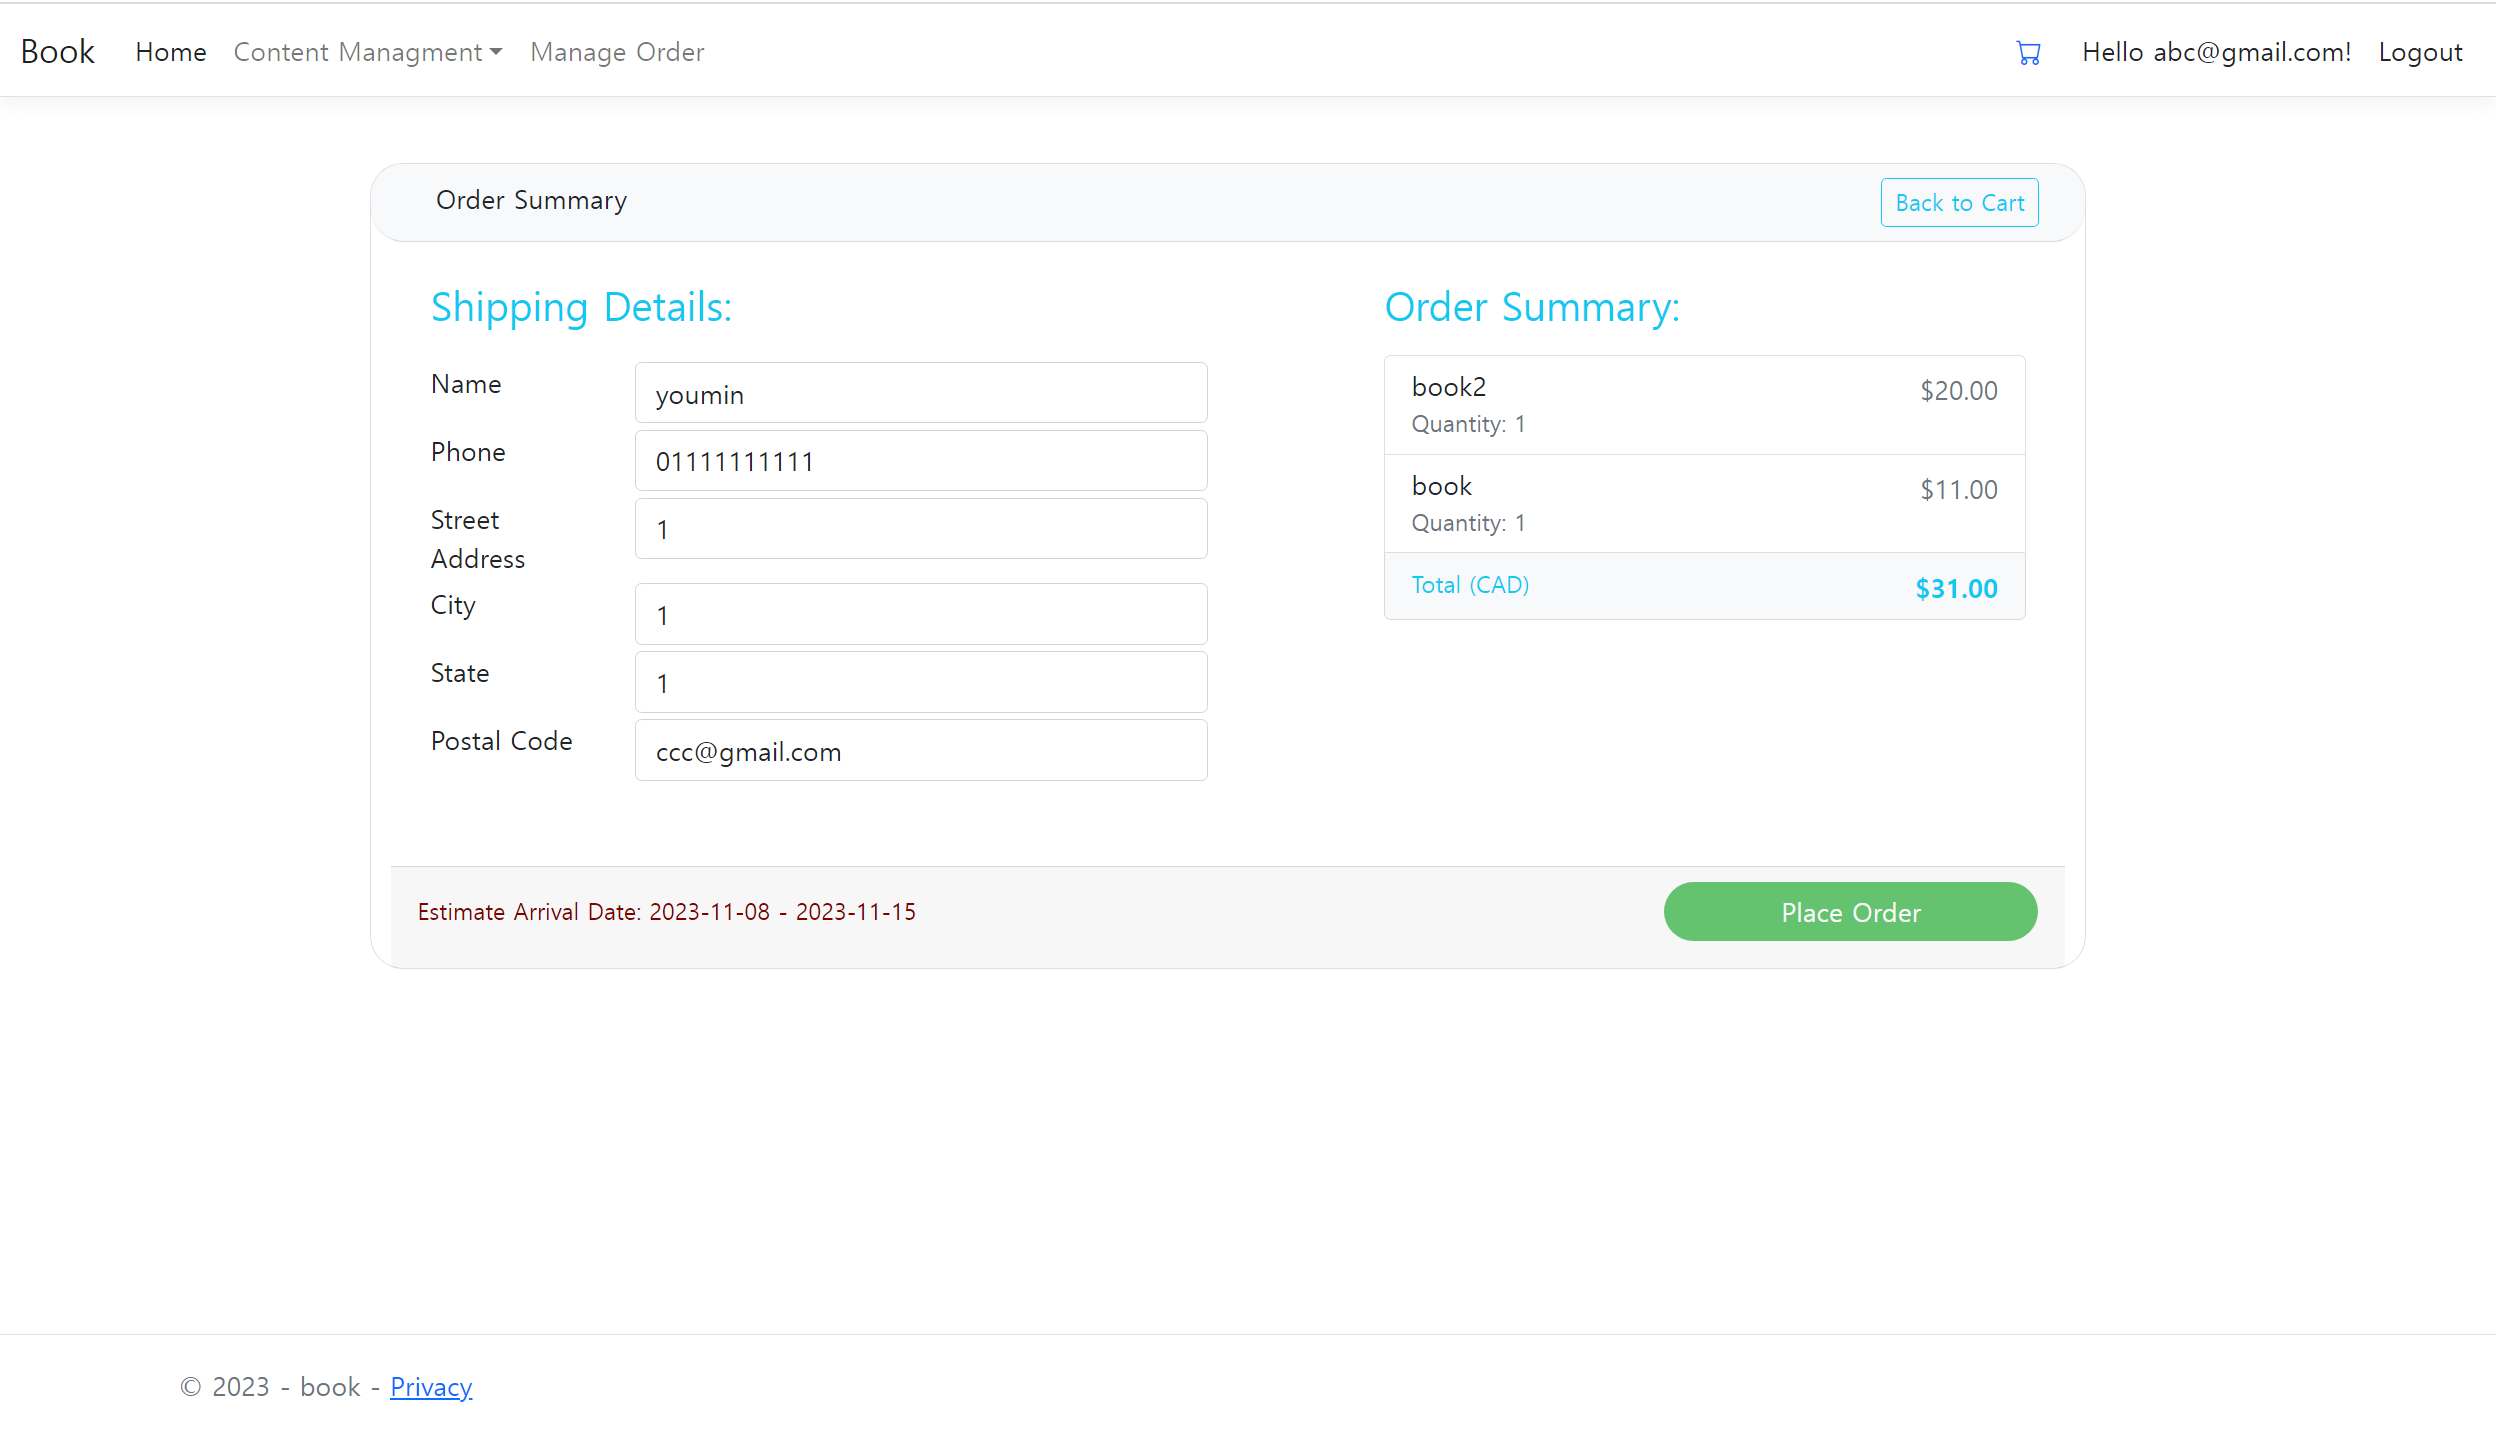 Book Home Content Managment Manage Order Hello abc@gmail.com! Logout
Order Summary Back to Cart
Shipping Details:
Name youmin
Phone 01111111111
Street
Address 1
City 1
State 1
Postal Code ccc@gmail.com
Order Summary:
book2 $20.00
Quantity: 1
book $11.00
Quantity: 1
Total (CAD) $31.00
Estimate Arrival Date: 2023-11-08 - 2023-11-15 Place Order
© 2023 - book - Privacy